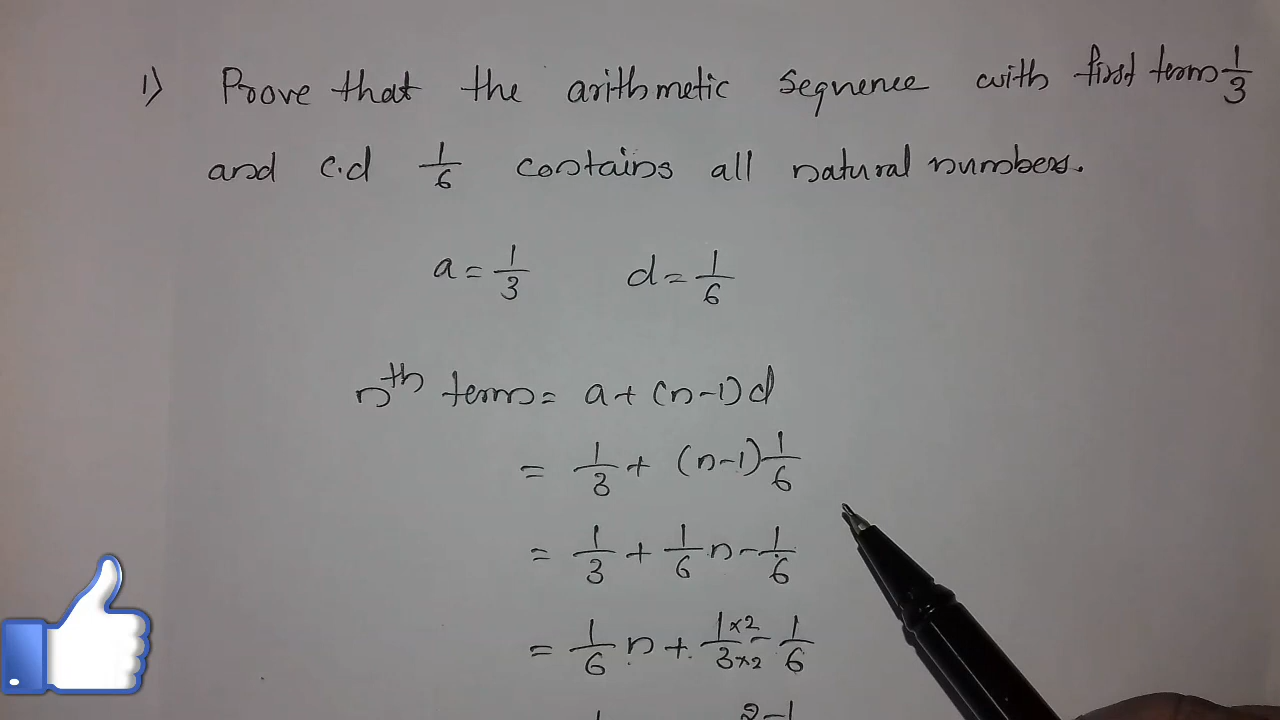 1) Prove that the arithmetic sequence with first term 1/3
and c.d 1/6 contains all natural numbers.
a = 1/3 d = 1/6
nth term = a + (n-1)d
= 1/3 + (n-1) 1/6
= 1/3 + 1/6 n - 1/6
= 1/6 n + 1×2/3×2 - 1/6
2-1